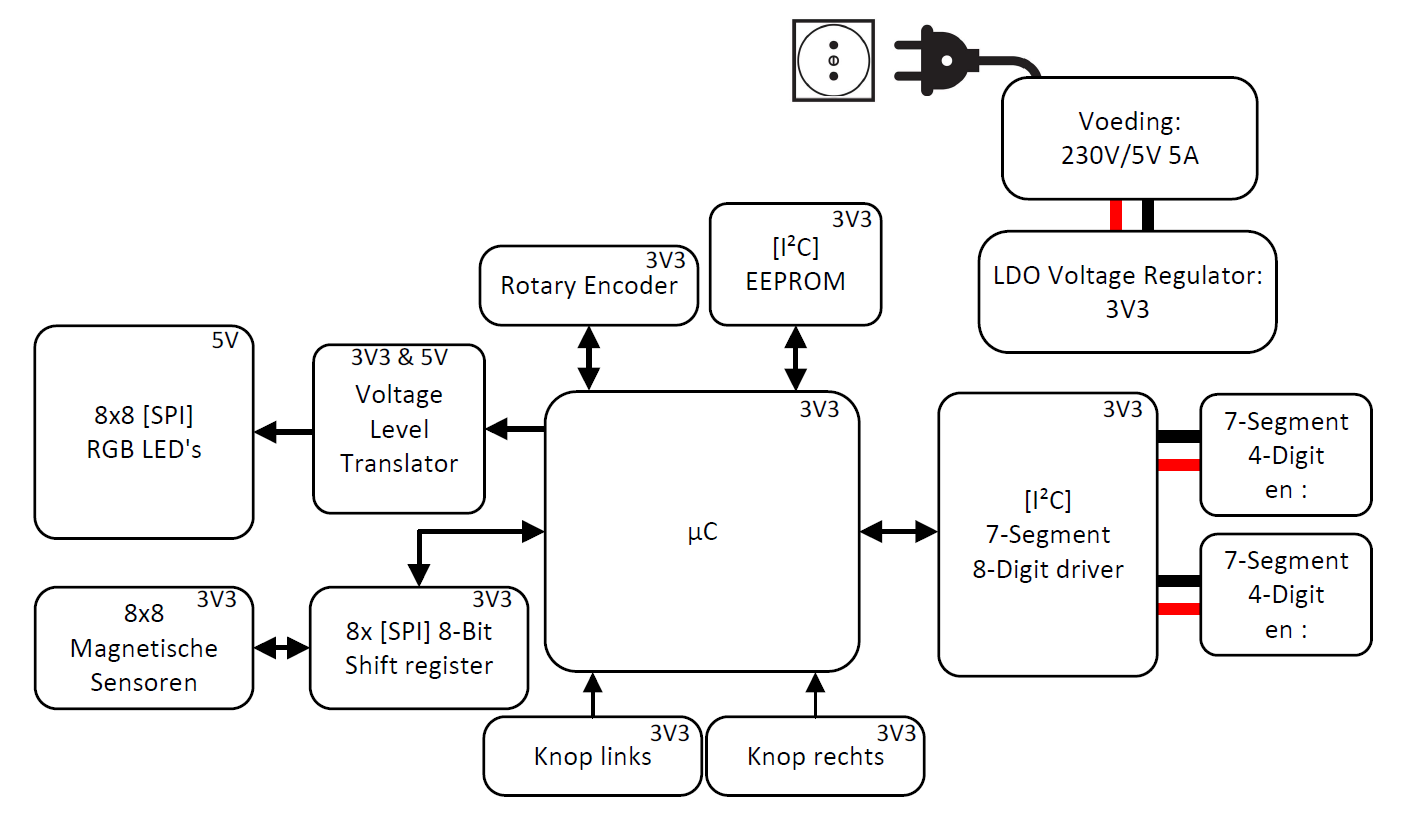 Voeding:
230V/5V 5A
LDO Voltage Regulator:
3V3
3V3
[I²C]
EEPROM
3V3
Rotary Encoder
5V
8x8 [SPI]
RGB LED's
3V3 & 5V
Voltage
Level
Translator
3V3
µC
3V3
[I²C]
7-Segment
8-Digit driver
7-Segment
4-Digit
en :
7-Segment
4-Digit
en :
3V3
8x8
Magnetische
Sensoren
3V3
8x [SPI] 8-Bit
Shift register
3V3
Knop links
3V3
Knop rechts